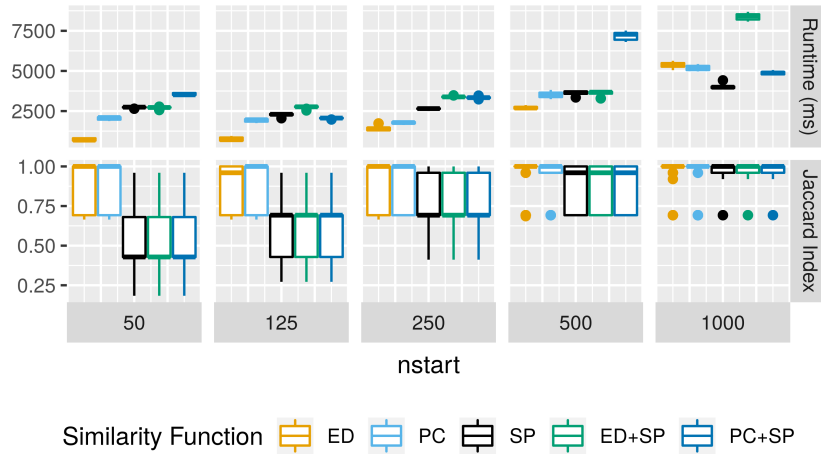 7500
5000
2500
Runtime (ms)
1.00
0.75
0.50
0.25
Jaccard Index
50 125 250 500 1000
nstart
Similarity Function ED PC SP ED+SP PC+SP